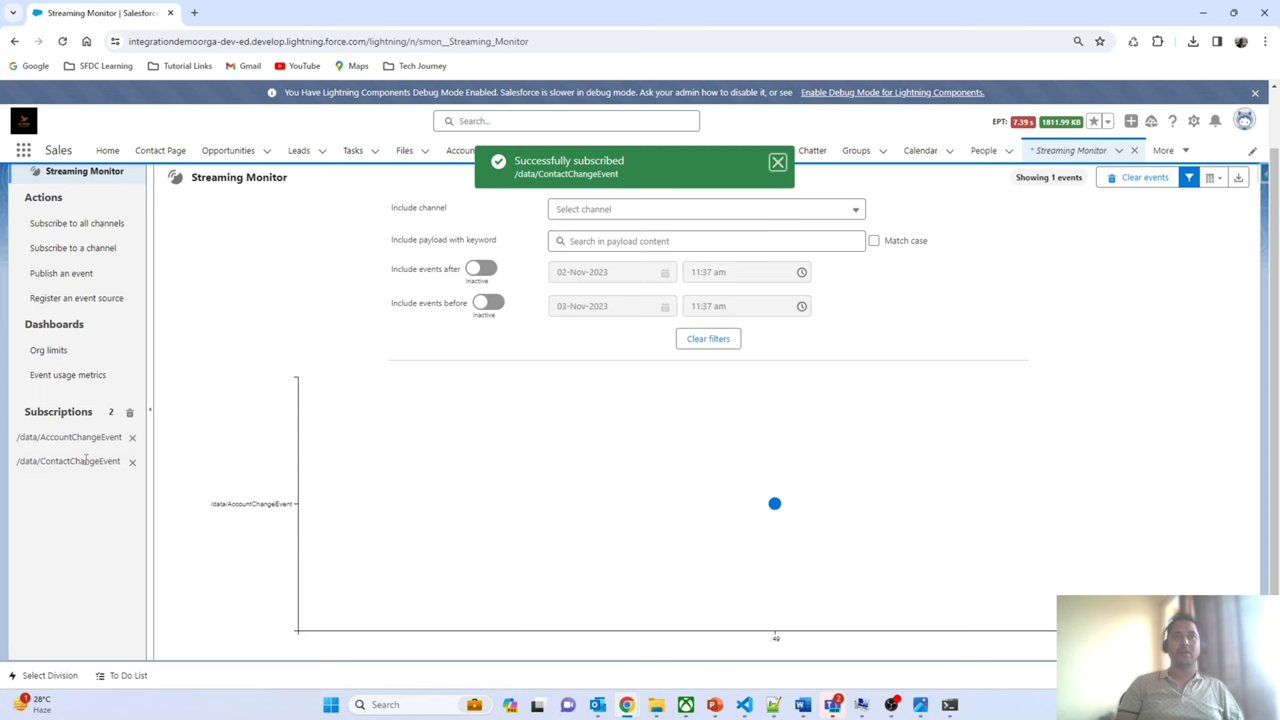 Streaming Monitor | Salesforce
integrationdemoorga-dev-ed.develop.lightning.force.com/lightning/n/smon__Streaming_Monitor
Google SFDC Learning Tutorial Links Gmail YouTube Maps Tech Journey
You Have Lightning Components Debug Mode Enabled. Salesforce is slower in debug mode. Ask your admin how to disable it, or see Enable Debug Mode for Lightning Components.
Search...
EPT: 7.39 s 1811.99 KB
Sales Home Contact Page Opportunities Leads Tasks Files Accoun Chatter Groups Calendar People * Streaming Monitor More
Successfully subscribed
/data/ContactChangeEvent
Streaming Monitor
Streaming Monitor
Showing 1 events
Clear events
Actions
Subscribe to all channels
Subscribe to a channel
Publish an event
Register an event source
Dashboards
Org limits
Event usage metrics
Subscriptions 2
/data/AccountChangeEvent
/data/ContactChangeEvent
Include channel
Select channel
Include payload with keyword
Search in payload content
Match case
Include events after
Inactive
02-Nov-2023
11:37 am
Include events before
Inactive
03-Nov-2023
11:37 am
Clear filters
/data/AccountChangeEvent
49
Select Division To Do List
1
28°C
Haze
Search
2